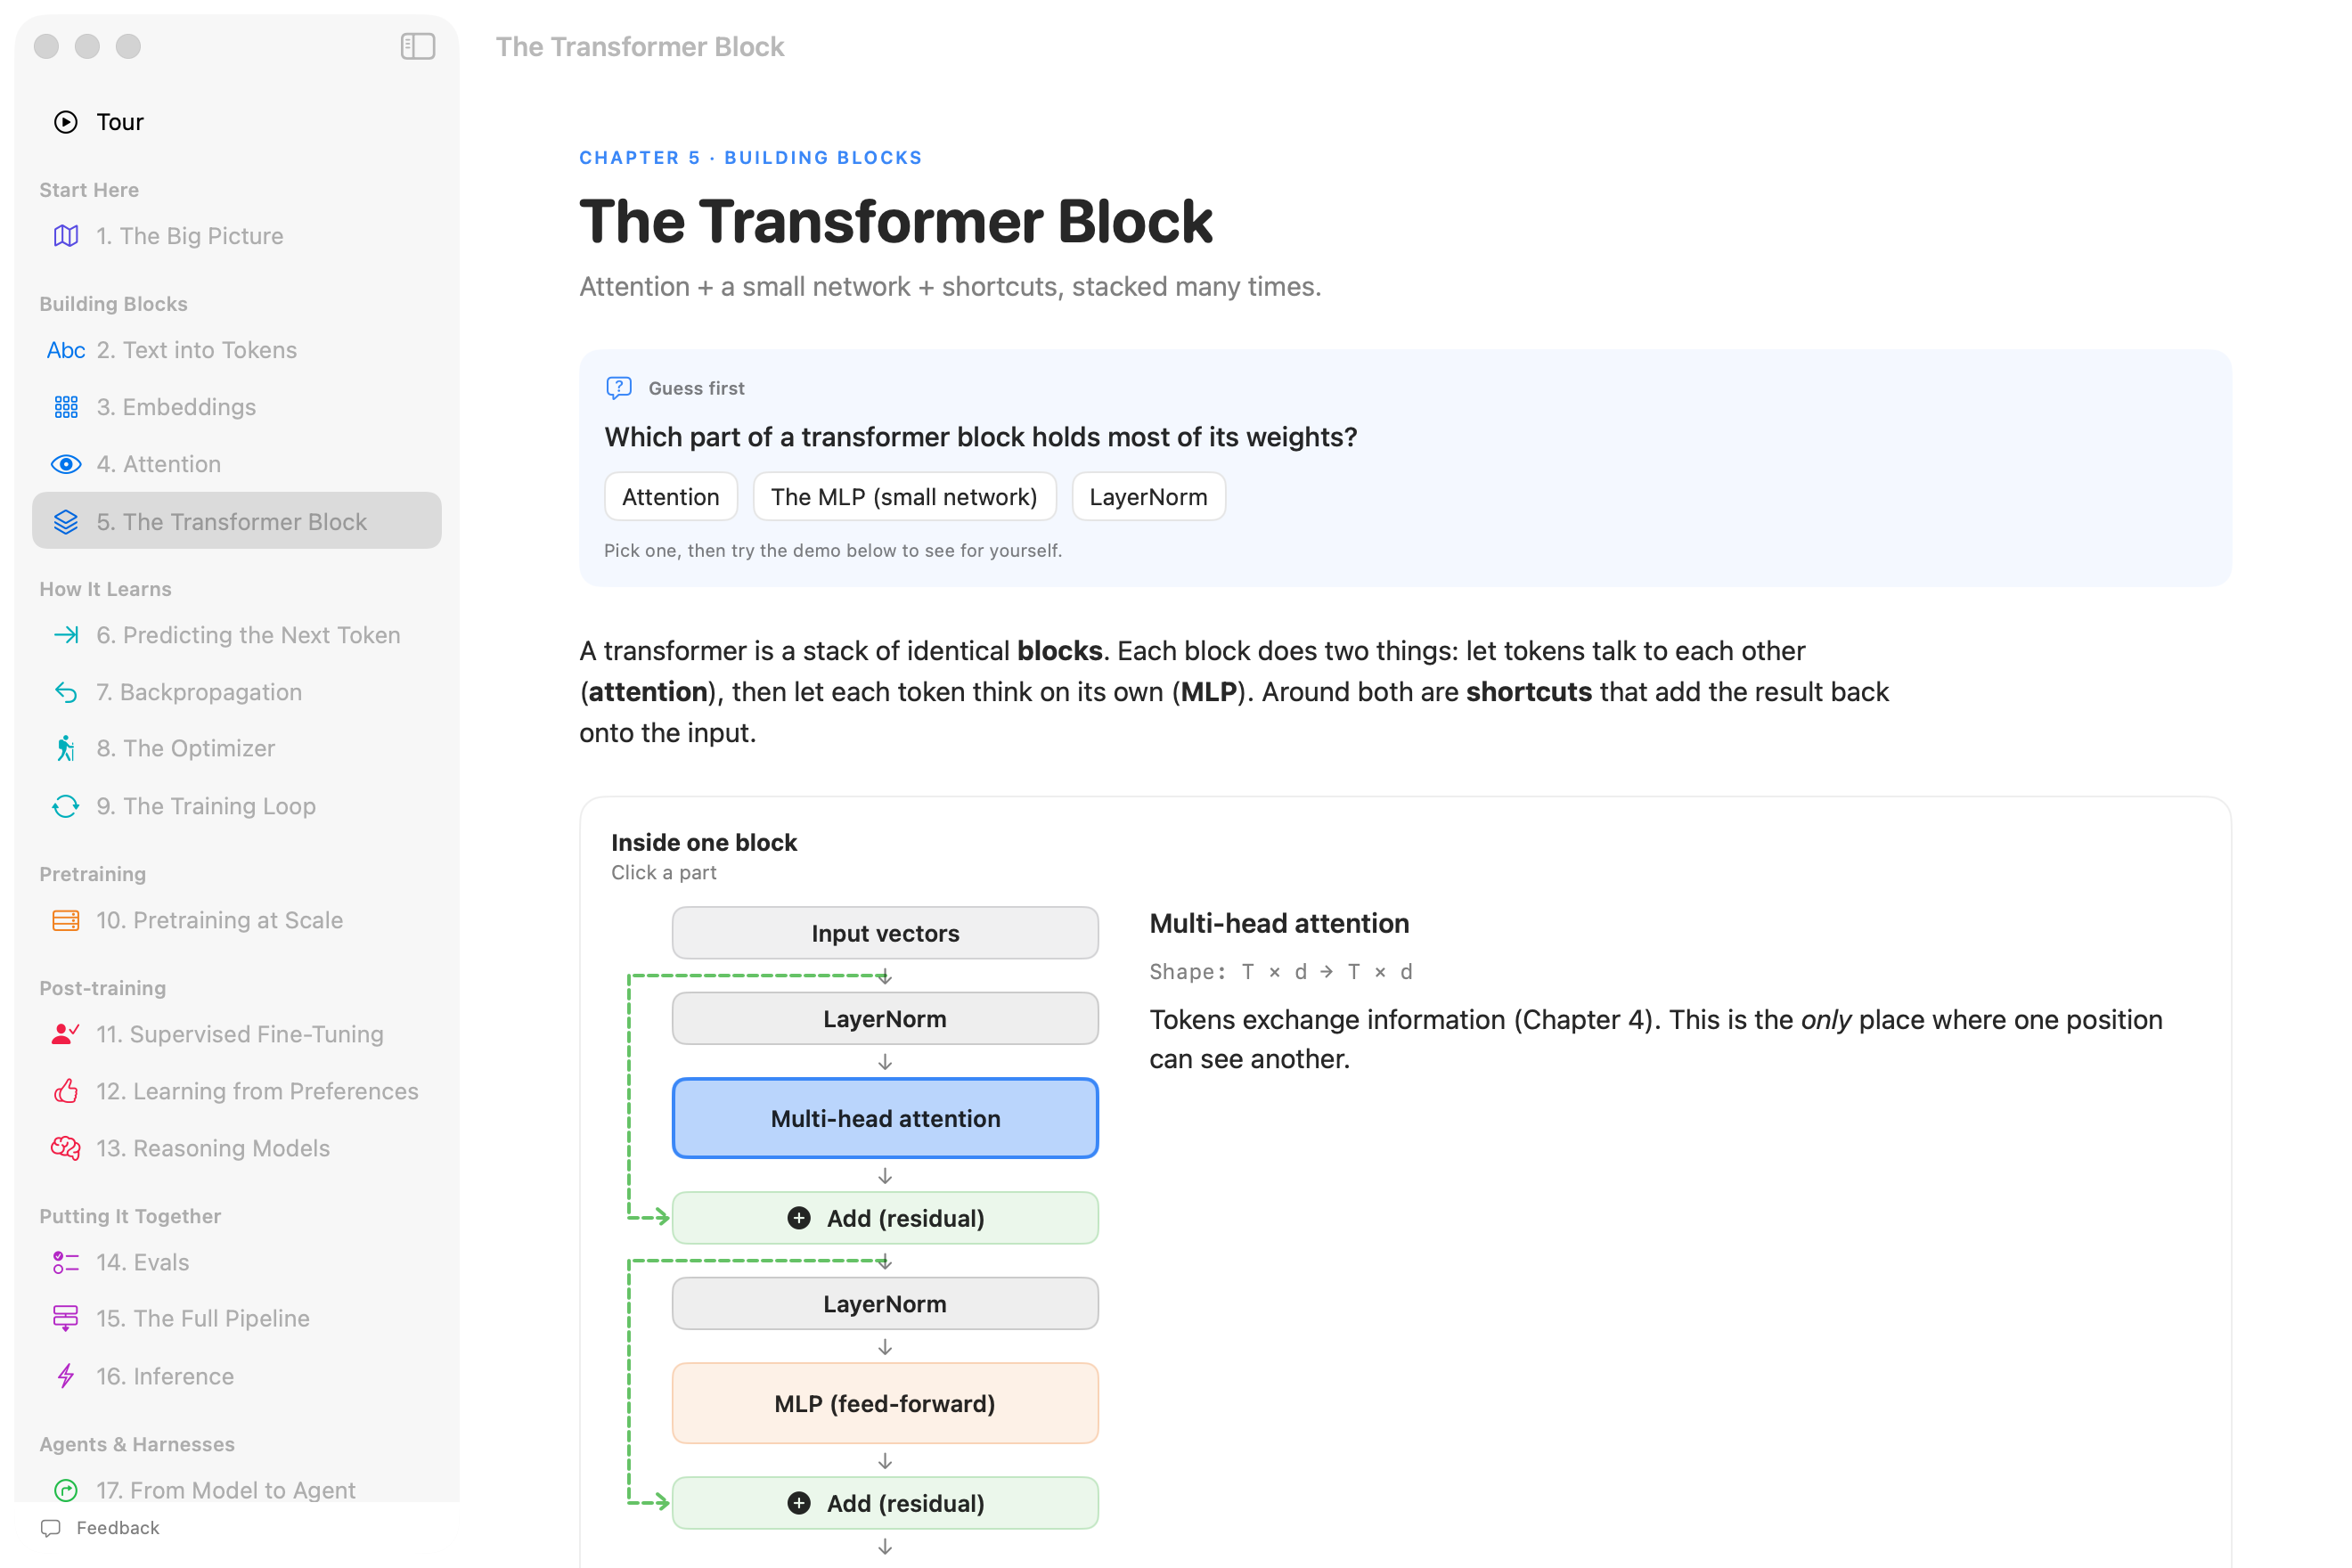 The Transformer Block
Tour
Start Here
1. The Big Picture
Building Blocks
Abc 2. Text into Tokens
3. Embeddings
4. Attention
5. The Transformer Block
How It Learns
6. Predicting the Next Token
7. Backpropagation
8. The Optimizer
9. The Training Loop
Pretraining
10. Pretraining at Scale
Post-training
11. Supervised Fine-Tuning
12. Learning from Preferences
13. Reasoning Models
Putting It Together
14. Evals
15. The Full Pipeline
16. Inference
Agents & Harnesses
17. From Model to Agent
Feedback
CHAPTER 5 · BUILDING BLOCKS
The Transformer Block
Attention + a small network + shortcuts, stacked many times.
Guess first
Which part of a transformer block holds most of its weights?
Attention
The MLP (small network)
LayerNorm
Pick one, then try the demo below to see for yourself.
A transformer is a stack of identical blocks. Each block does two things: let tokens talk to each other
(attention), then let each token think on its own (MLP). Around both are shortcuts that add the result back
onto the input.
Inside one block
Click a part
Input vectors
LayerNorm
Multi-head attention
Add (residual)
LayerNorm
MLP (feed-forward)
Add (residual)
Multi-head attention
Shape: T × d → T × d
Tokens exchange information (Chapter 4). This is the only place where one position
can see another.